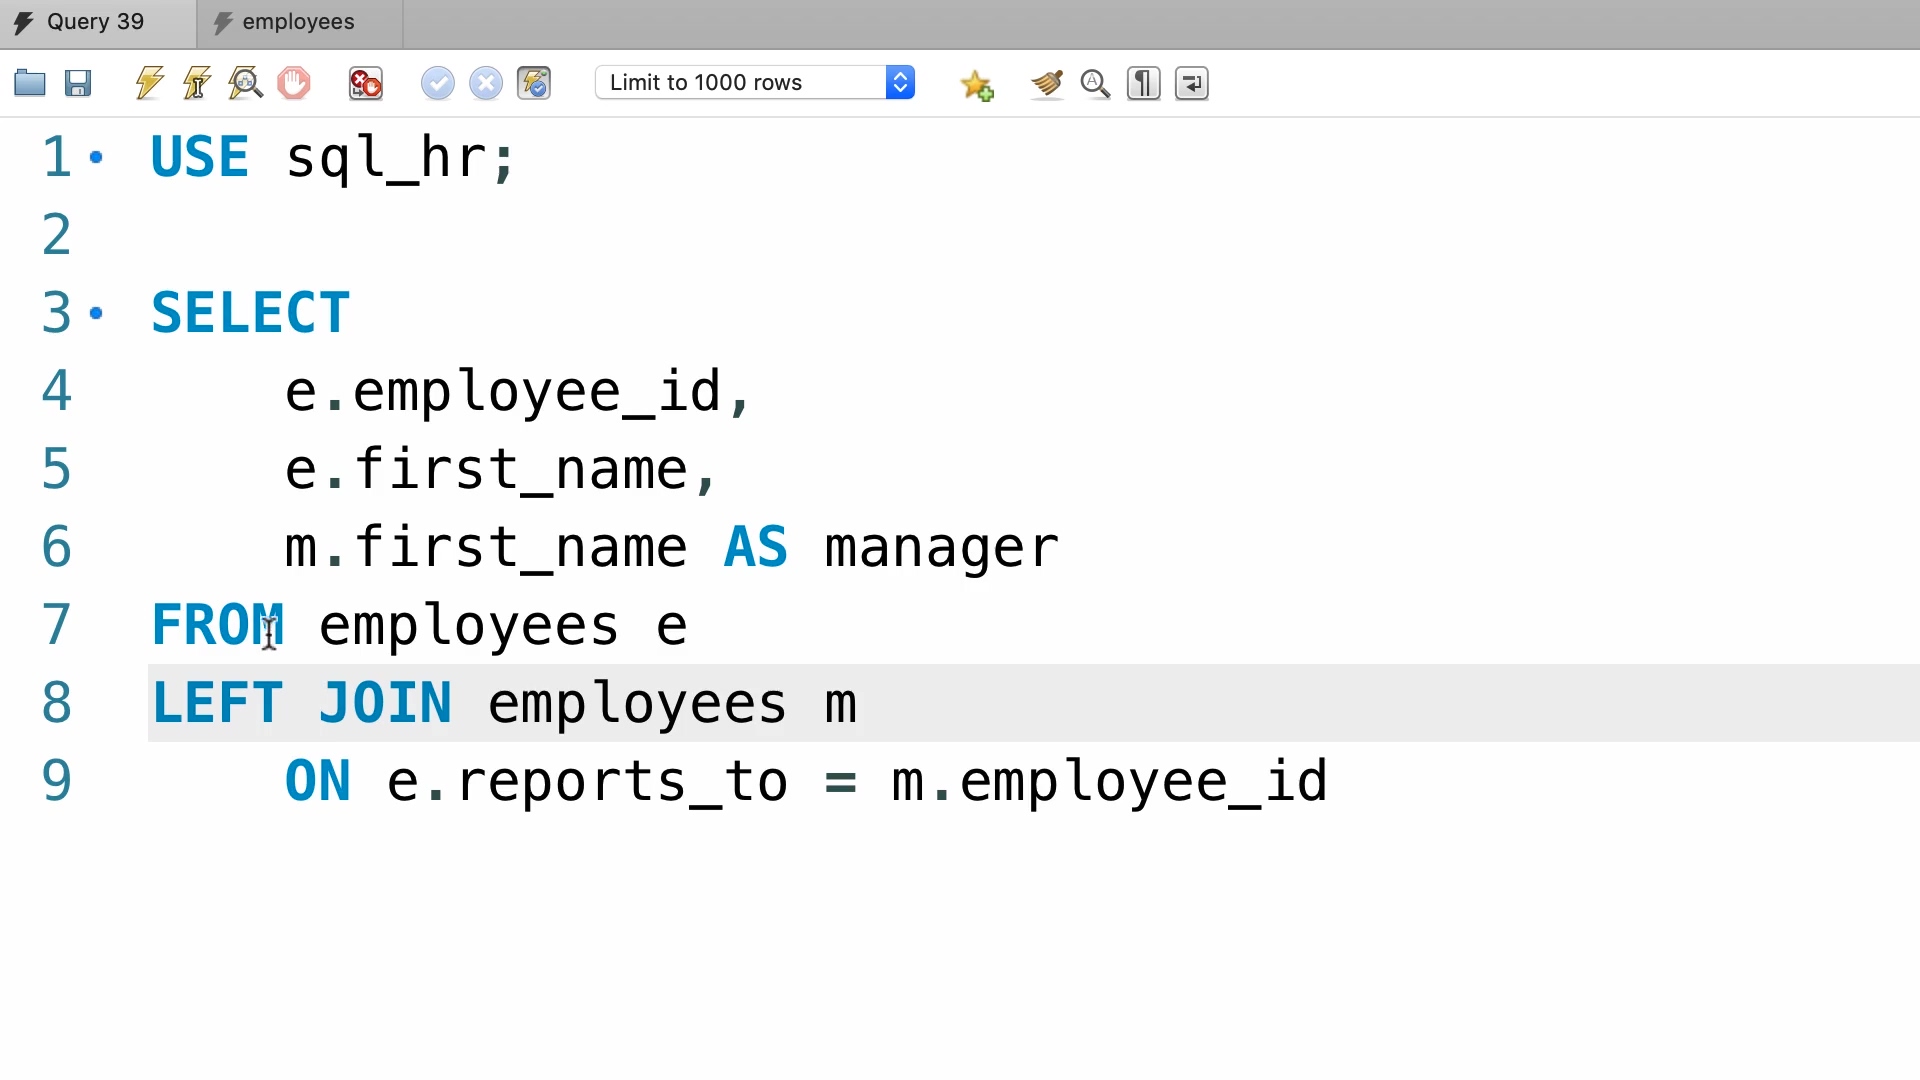 Query 39
employees
Limit to 1000 rows
1 USE sql_hr;
2
3 SELECT
4 e.employee_id,
5 e.first_name,
6 m.first_name AS manager
7 FROM employees e
8 LEFT JOIN employees m
9 ON e.reports_to = m.employee_id